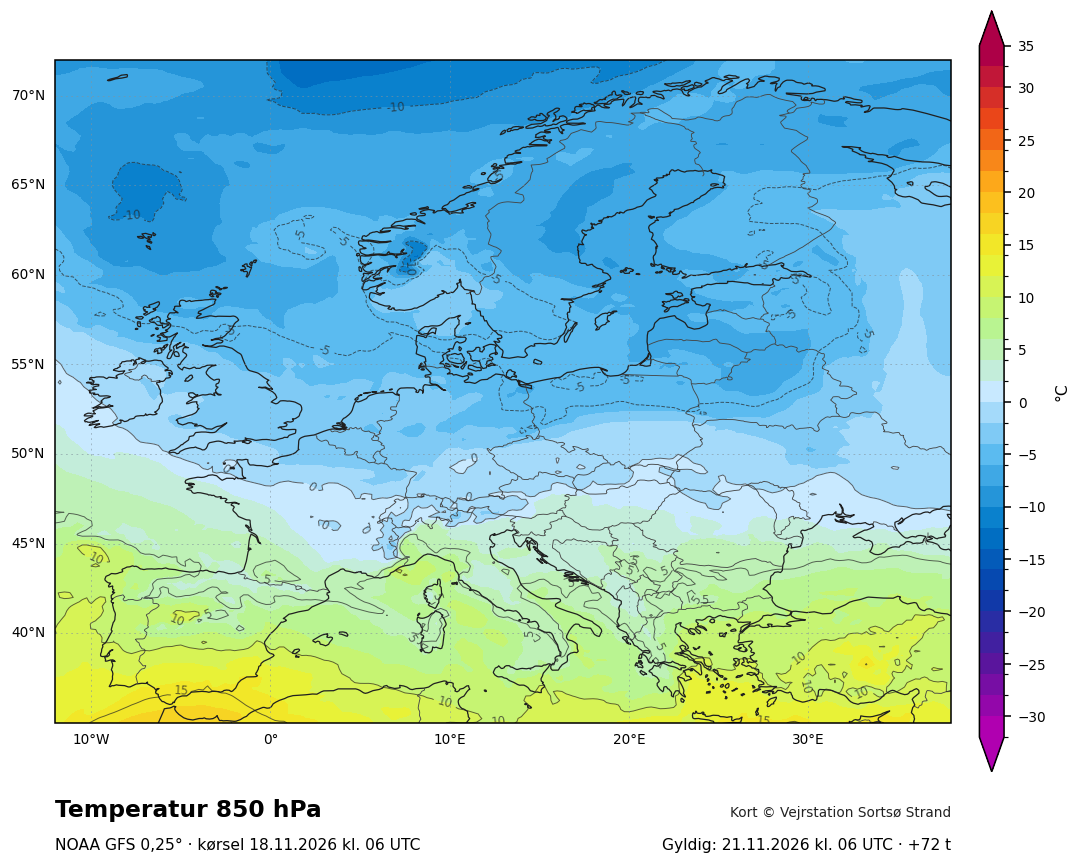 70°N
65°N
60°N
55°N
50°N
45°N
40°N
10°W
0°
10°E
20°E
30°E
35
30
25
20
15
10
5
0
−5
−10
−15
−20
−25
−30
°C
Temperatur 850 hPa
Kort © Vejrstation Sortsø Strand
NOAA GFS 0,25° · kørsel 18.11.2026 kl. 06 UTC
Gyldig: 21.11.2026 kl. 06 UTC · +72 t